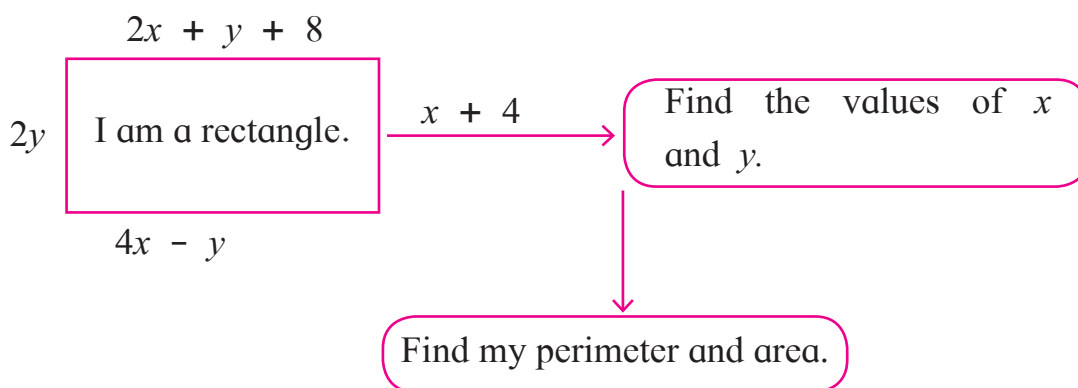 2x + y + 8
2y
I am a rectangle.
x + 4
Find the values of x
and y.
4x - y
Find my perimeter and area.